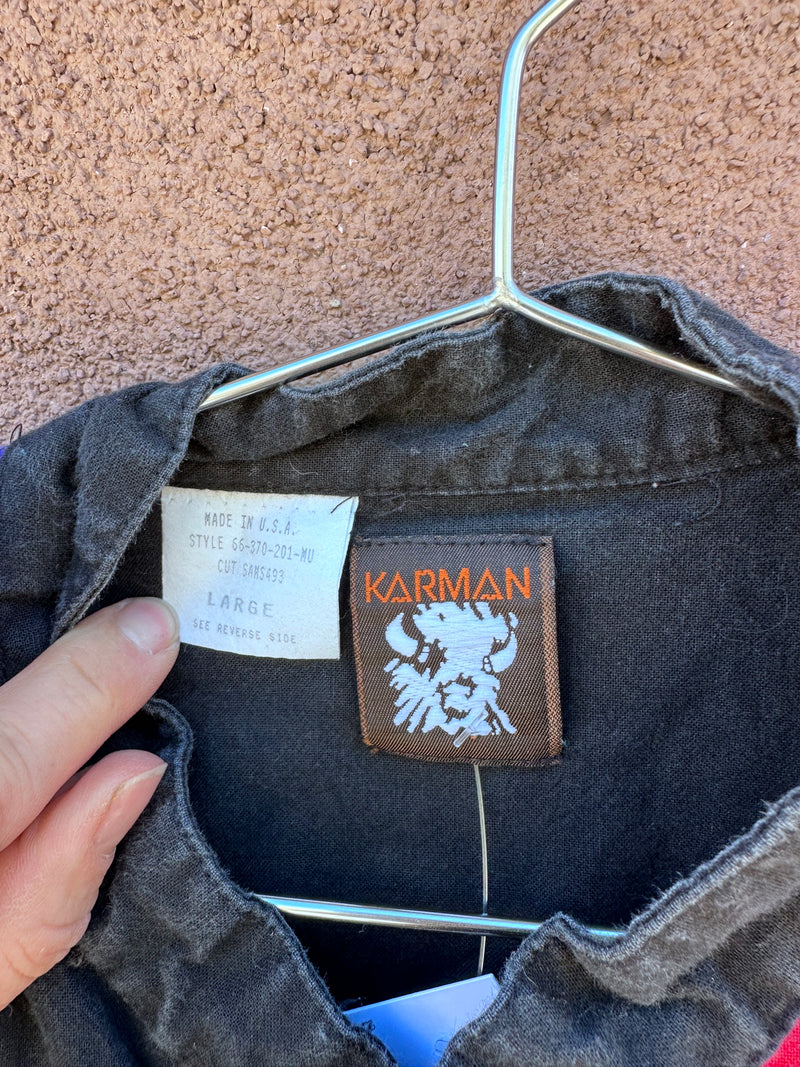 MADE IN U.S.A.
STYLE 66-370-201-MU
CUT SAMS493
LARGE
SEE REVERSE SIDE
KARMAN